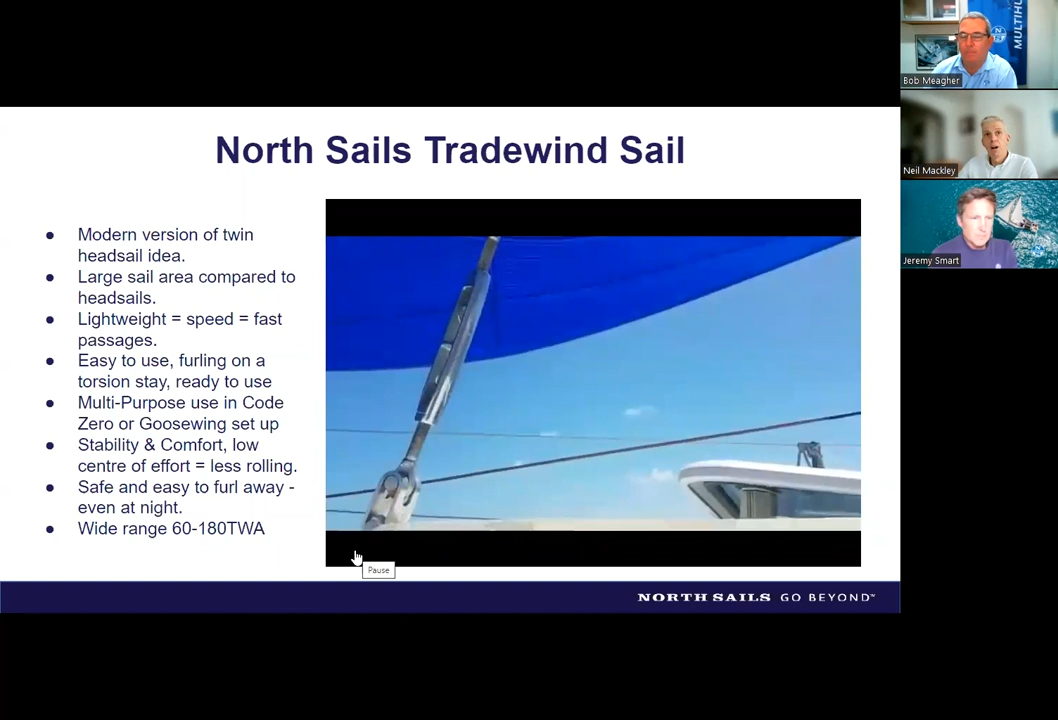 North Sails Tradewind Sail
● Modern version of twin
headsail idea.
● Large sail area compared to
headsails.
● Lightweight = speed = fast
passages.
● Easy to use, furling on a
torsion stay, ready to use
● Multi-Purpose use in Code
Zero or Goosewing set up
● Stability & Comfort, low
centre of effort = less rolling.
● Safe and easy to furl away -
even at night.
● Wide range 60-180TWA
Pause
NORTH SAILS GO BEYOND™
MULTIHU
Bob Meagher
Neil Mackley
Jeremy Smart